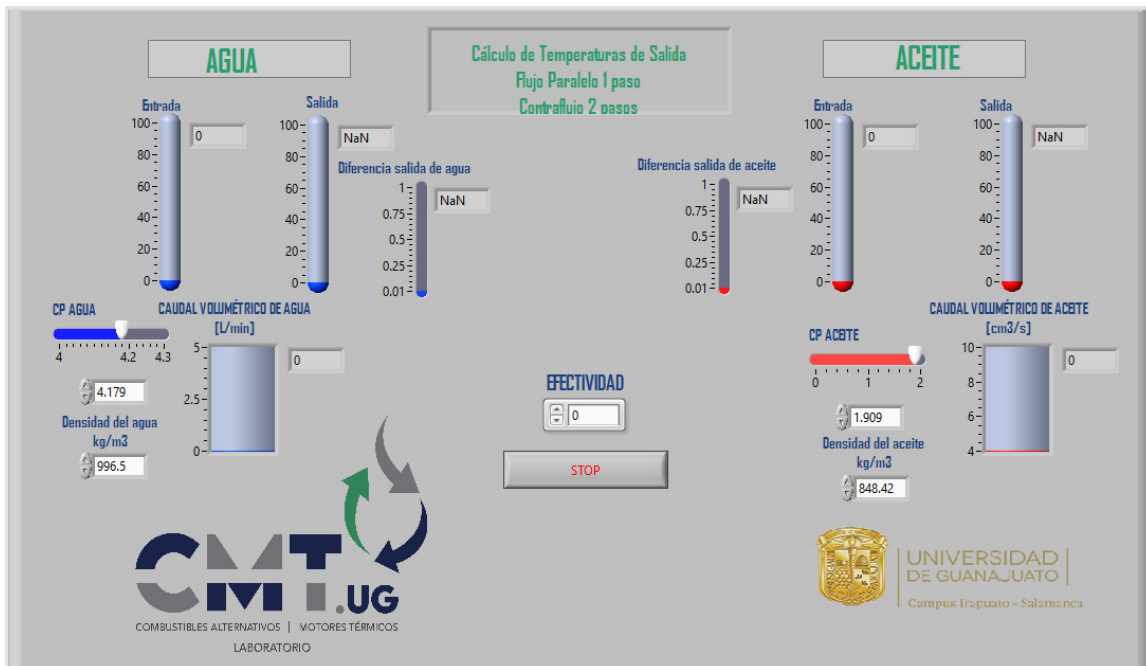 AGUA
Cálculo de Temperaturas de Salida
Flujo Paralelo 1 paso
Contraflujo 2 pasos
ACEITE
Entrada
100
80
60
40
20
0
0
Salida
100
80
60
40
20
0
NaN
Diferencia salida de agua
1
0.75
0.5
0.25
0.01
NaN
Diferencia salida de aceite
1
0.75
0.5
0.25
0.01
NaN
Entrada
100
80
60
40
20
0
0
Salida
100
80
60
40
20
0
NaN
CP AGUA
4 4.2 4.3
4.179
Densidad del agua
kg/m3
996.5
CAUDAL VOLUMÉTRICO DE AGUA
[L/min]
5
2.5
0
0
EFECTIVIDAD
0
STOP
CP ACEITE
0 1 2
1.909
Densidad del aceite
kg/m3
848.42
CAUDAL VOLUMÉTRICO DE ACEITE
[cm3/s]
10
8
6
4
0
CMT.UG
COMBUSTIBLES ALTERNATIVOS | MOTORES TÉRMICOS
LABORATORIO
UNIVERSIDAD
DE GUANAJUATO
Campus Irapuato - Salamanca